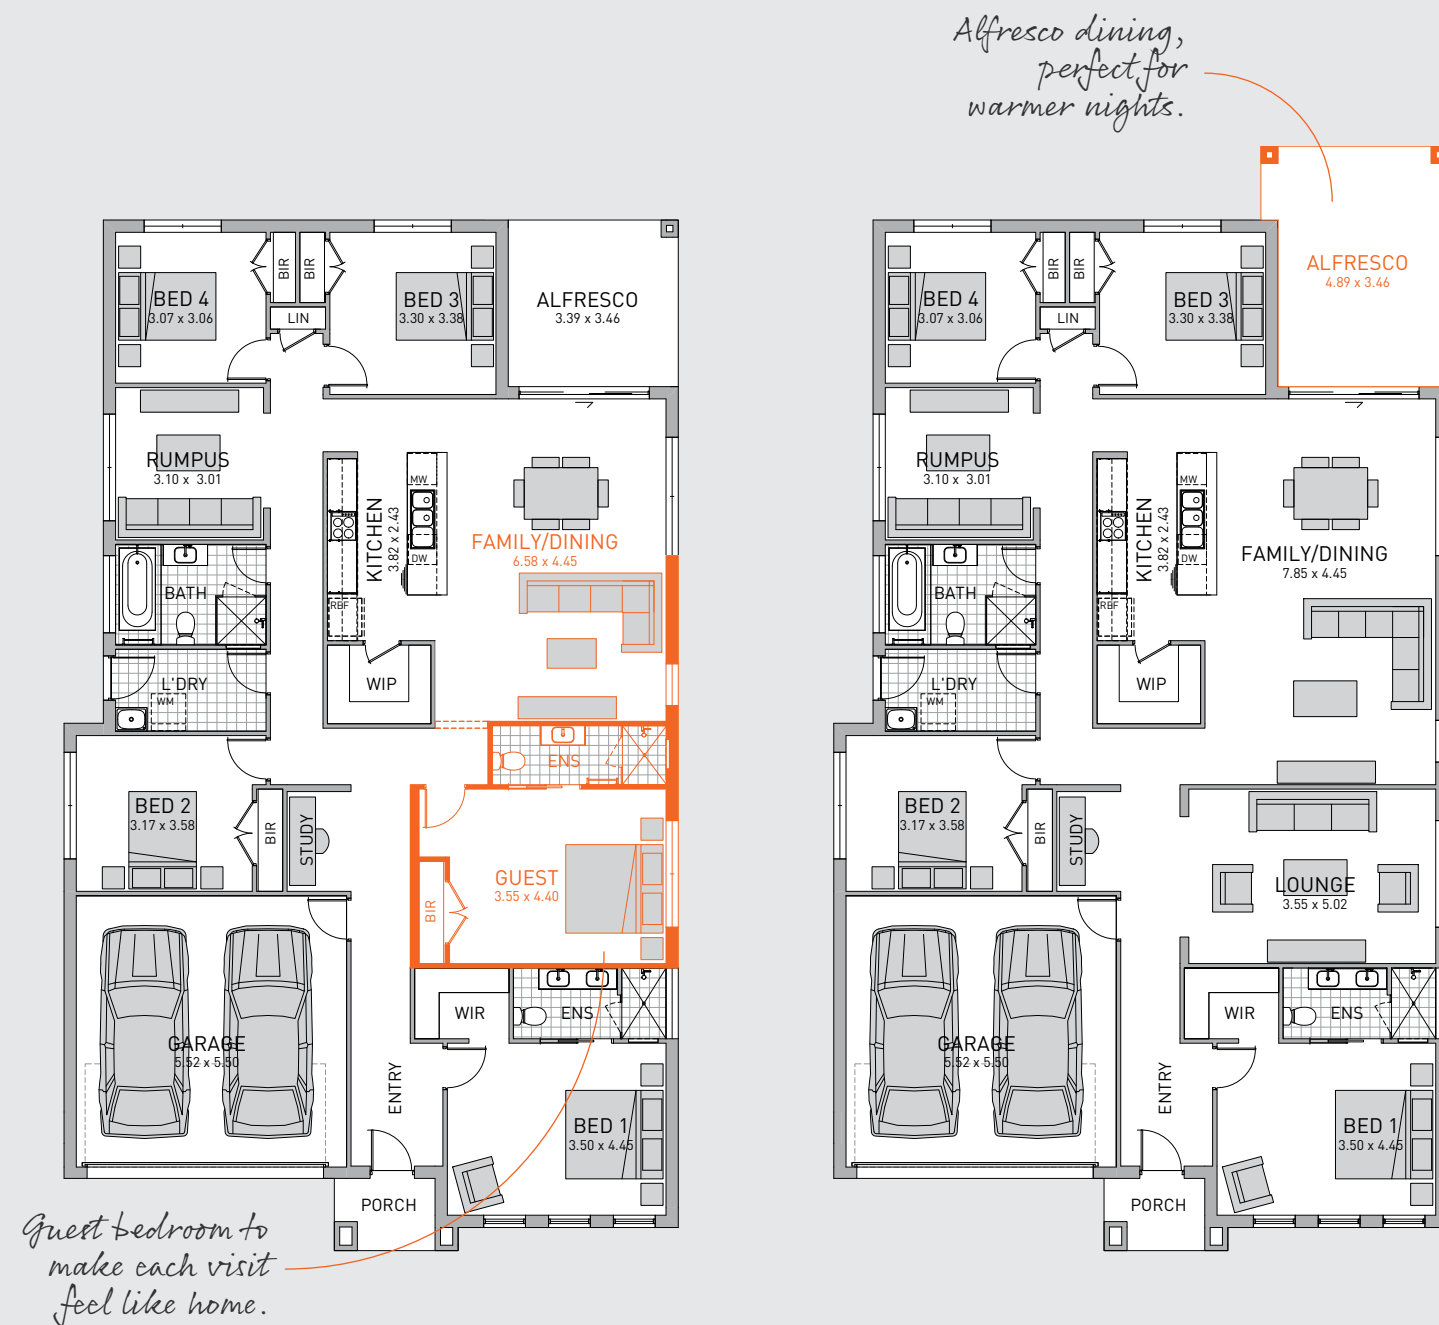 Alfresco dining,
perfect for
warmer nights.
BED 4
3.07 x 3.06
BIR
BIR
LIN
BED 3
3.30 x 3.38
ALFRESCO
3.39 x 3.46
RUMPUS
3.10 x 3.01
KITCHEN
3.82 x 2.43
MW
DW
REF
FAMILY/DINING
6.58 x 4.45
BATH
L'DRY
WM
WIP
ENS
BED 2
3.17 x 3.58
BIR
STUDY
GUEST
3.55 x 4.40
BIR
GARAGE
5.52 x 5.50
WIR
ENS
ENTRY
BED 1
3.50 x 4.45
PORCH
Guest bedroom to
make each visit
feel like home.
ALFRESCO
4.89 x 3.46
BED 4
3.07 x 3.06
BIR
BIR
LIN
BED 3
3.30 x 3.38
RUMPUS
3.10 x 3.01
KITCHEN
3.82 x 2.43
MW
DW
REF
FAMILY/DINING
7.85 x 4.45
BATH
L'DRY
WM
WIP
BED 2
3.17 x 3.58
BIR
STUDY
LOUNGE
3.55 x 5.02
GARAGE
5.52 x 5.50
WIR
ENS
ENTRY
BED 1
3.50 x 4.45
PORCH